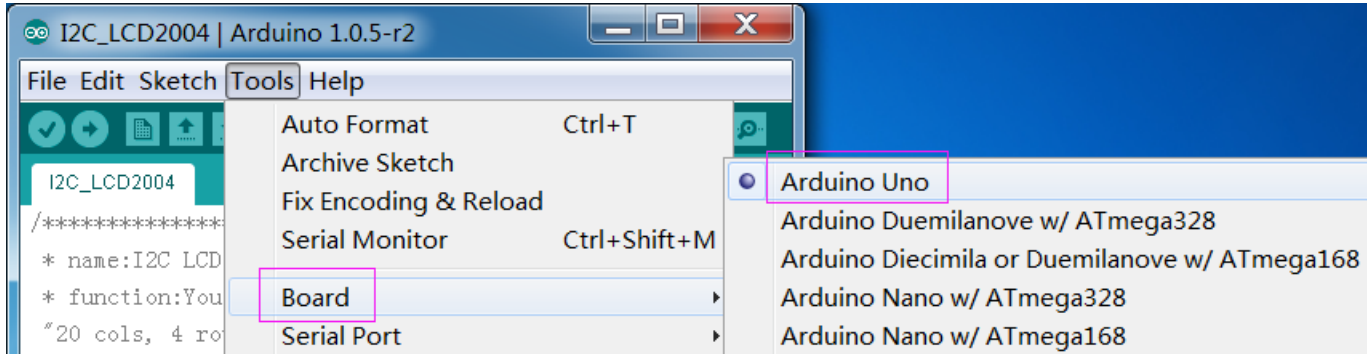 I2C_LCD2004 | Arduino 1.0.5-r2
File Edit Sketch Tools Help
Auto Format Ctrl+T
Archive Sketch
Fix Encoding & Reload
Serial Monitor Ctrl+Shift+M
Board
Serial Port
I2C_LCD2004
/***************
* name:I2C LCD
* function:You
"20 cols, 4 ro
Arduino Uno
Arduino Duemilanove w/ ATmega328
Arduino Diecimila or Duemilanove w/ ATmega168
Arduino Nano w/ ATmega328
Arduino Nano w/ ATmega168